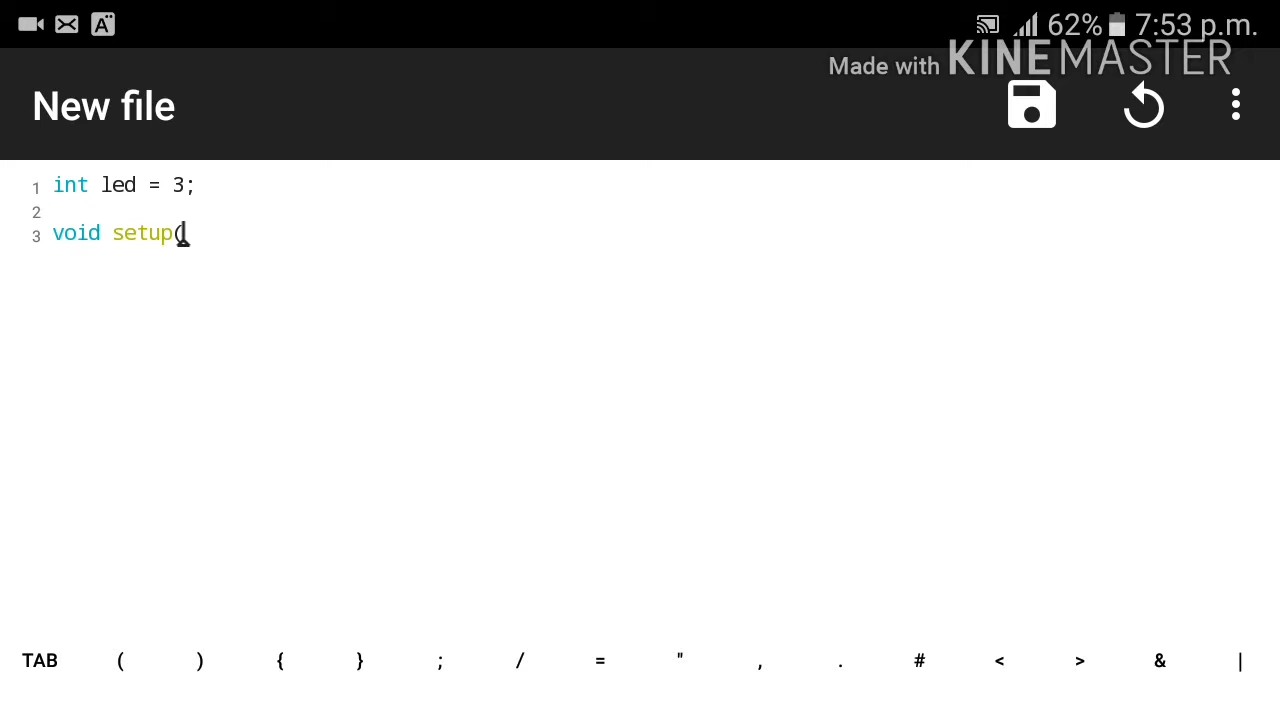 62% 7:53 p.m.
Made with KINEMASTER
New file
1 int led = 3;
2
3 void setup(
TAB ( ) { } ; / = " , . # < > & |